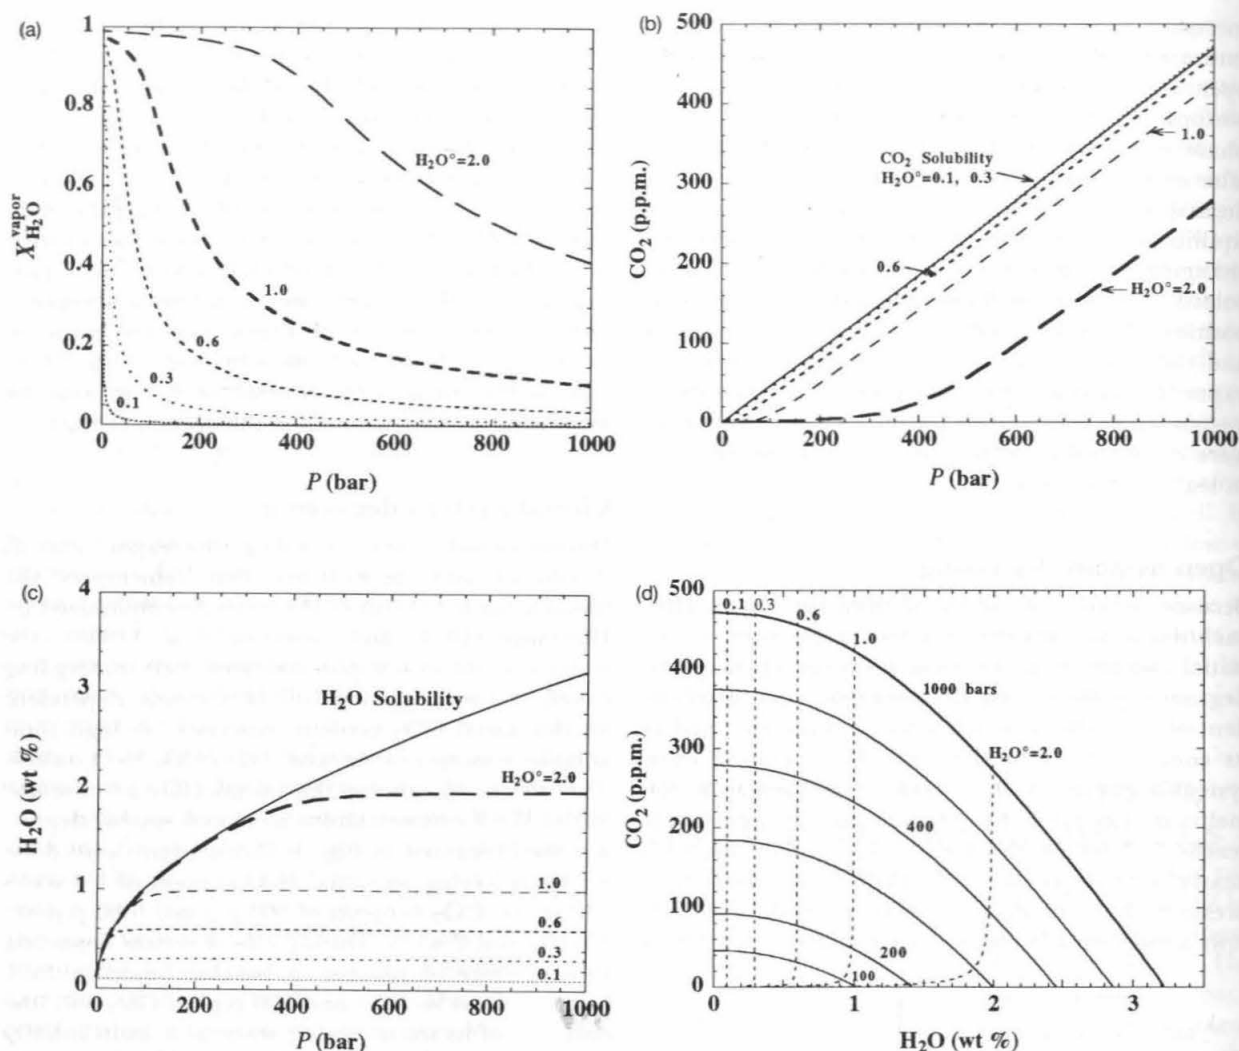 (a)
1
0.8
0.6
0.4
0.2
0
X vapor H2O
H2O°=2.0
1.0
0.6
0.3
0.1
0 200 400 600 800 1000
P (bar)
(b)
500
400
300
200
100
0
CO2 (p.p.m.)
CO2 Solubility
H2O°=0.1, 0.3
1.0
0.6
H2O°=2.0
0 200 400 600 800 1000
P (bar)
(c)
4
3
2
1
0
H2O (wt %)
H2O Solubility
H2O°=2.0
1.0
0.6
0.3
0.1
0 200 400 600 800 1000
P (bar)
(d)
500
400
300
200
100
0
CO2 (p.p.m.)
0.1 0.3 0.6 1.0
1000 bars
H2O°=2.0
400
200
100
0 1 2 3
H2O (wt %)